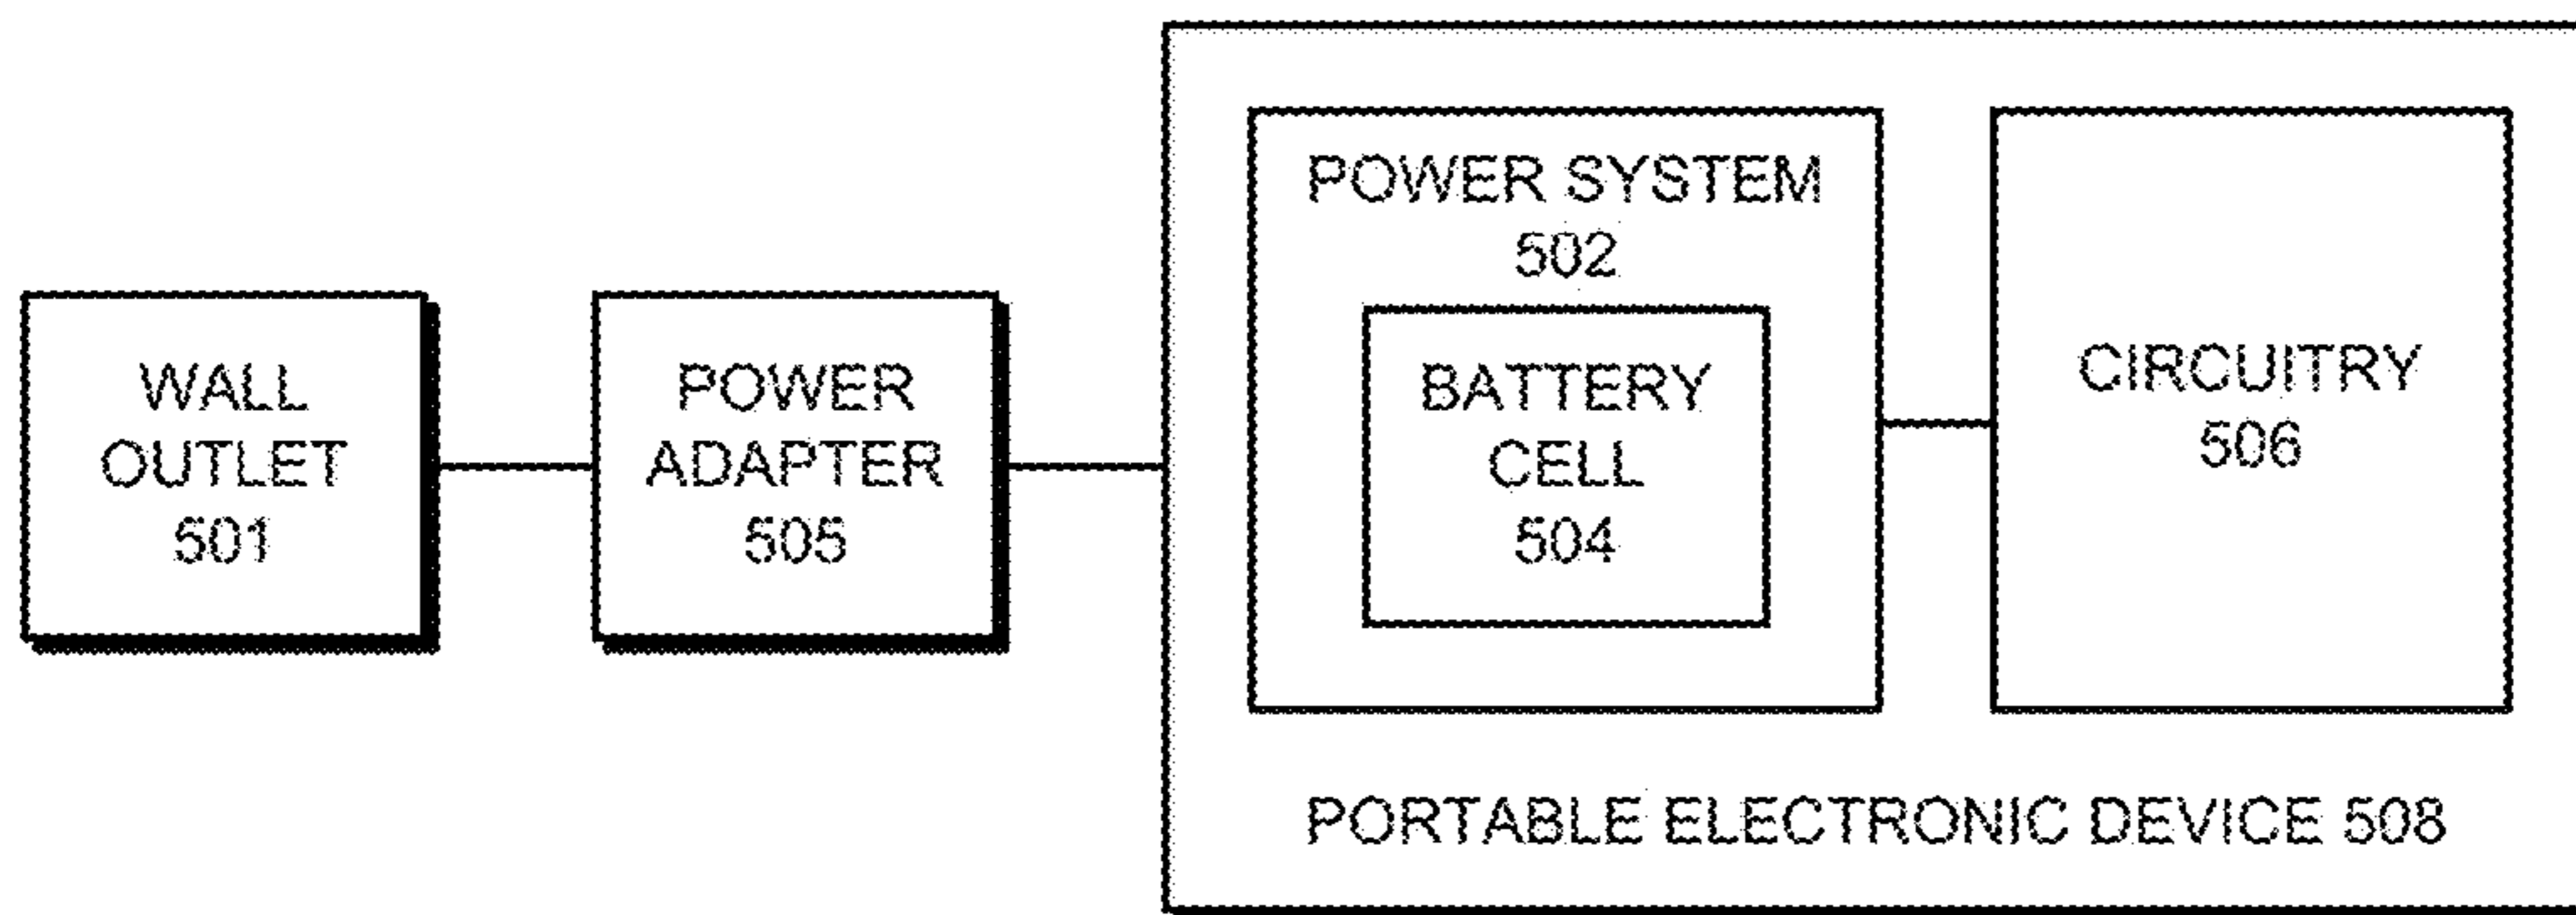 WALL
OUTLET
501
POWER
ADAPTER
505
POWER SYSTEM
502
BATTERY
CELL
504
CIRCUITRY
506
PORTABLE ELECTRONIC DEVICE 508